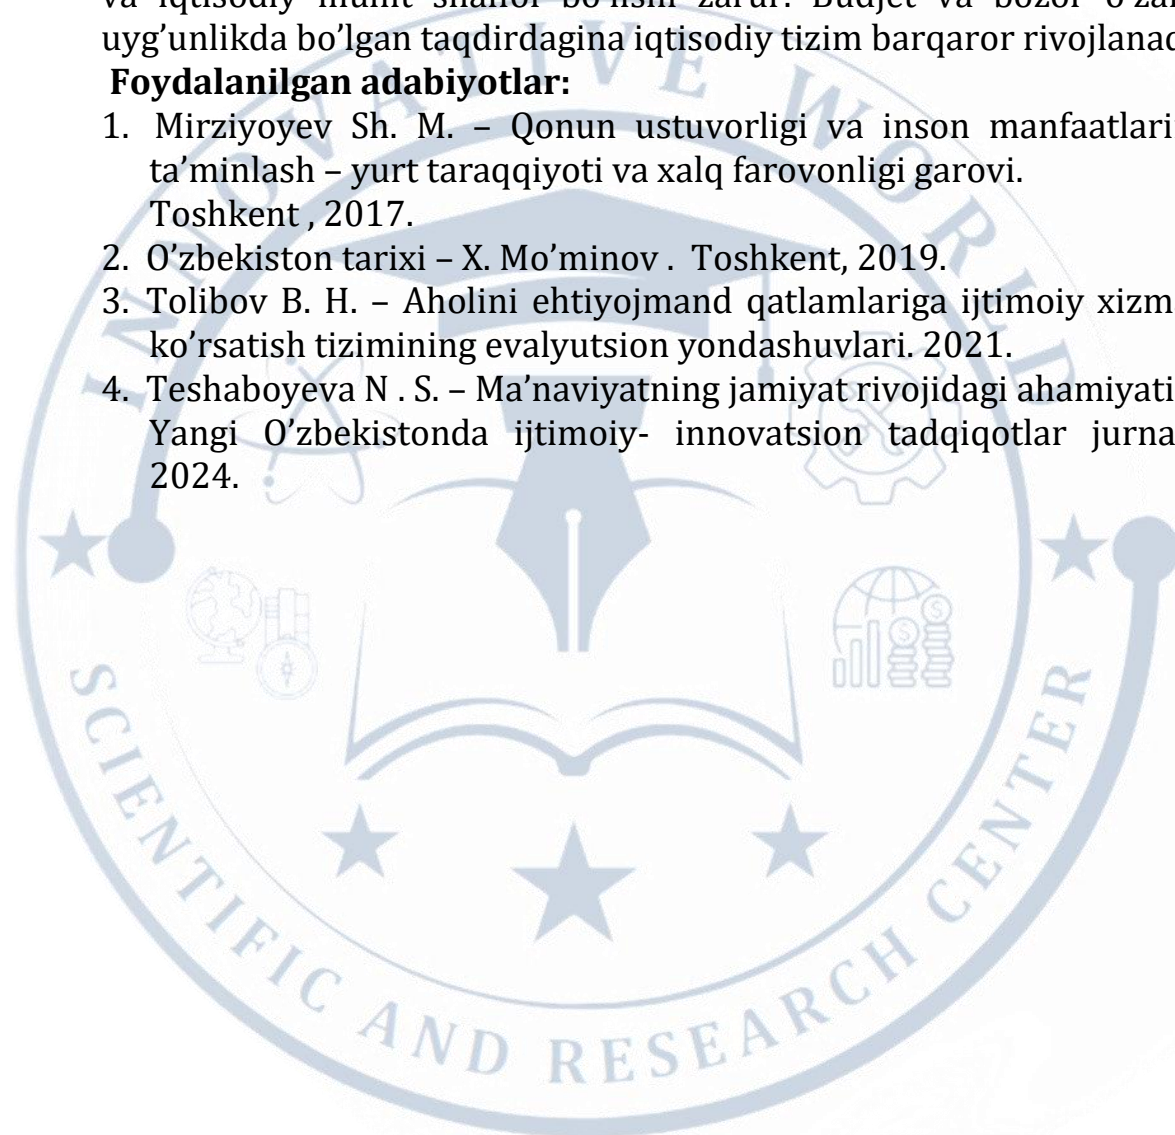 va iqtisodiy muhit shaffof bo'lishi zarur. Budjet va bozor o'zar
uyg'unlikda bo'lgan taqdirdagina iqtisodiy tizim barqaror rivojlanad
Foydalanilgan adabiyotlar:
1. Mirziyoyev Sh. M. – Qonun ustuvorligi va inson manfaatlari
ta'minlash – yurt taraqqiyoti va xalq farovonligi garovi.
Toshkent , 2017.
2. O'zbekiston tarixi – X. Mo'minov . Toshkent, 2019.
3. Tolibov B. H. – Aholini ehtiyojmand qatlamlariga ijtimoiy xizm
ko'rsatish tizimining evalyutsion yondashuvlari. 2021.
4. Teshaboyeva N . S. – Ma'naviyatning jamiyat rivojidagi ahamiyati
Yangi O'zbekistonda ijtimoiy- innovatsion tadqiqotlar jurna
2024.
INNOVATIVE WORLD
SCIENTIFIC AND RESEARCH CENTER